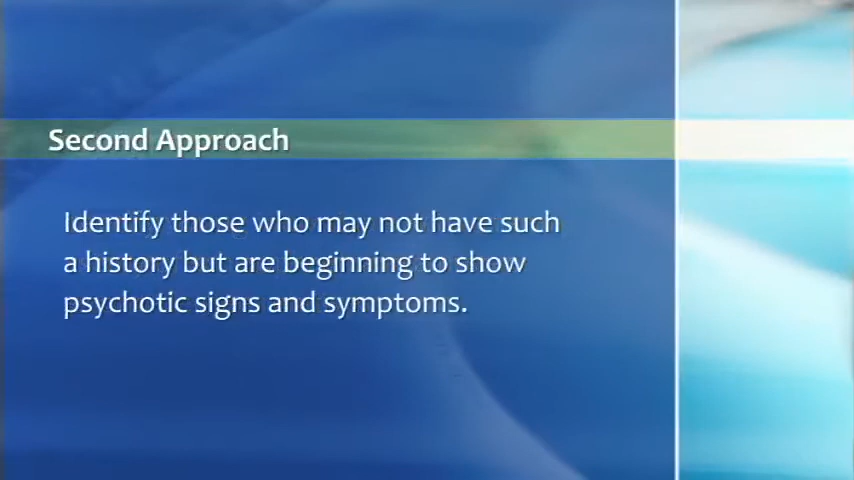 Second Approach
Identify those who may not have such
a history but are beginning to show
psychotic signs and symptoms.